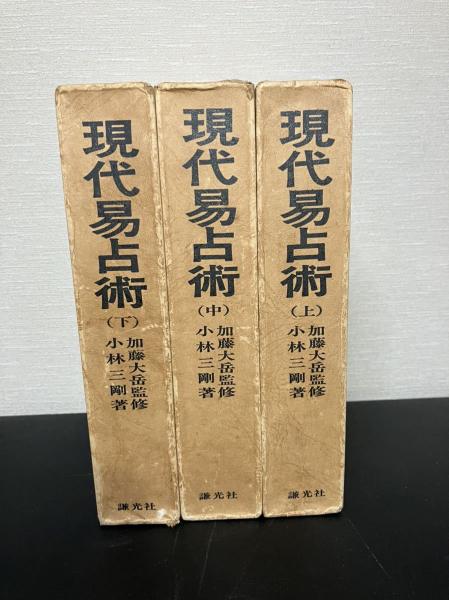 現代易占術
（上）
加藤大岳監修
小林三剛著
謙光社
現代易占術
（中）
加藤大岳監修
小林三剛著
謙光社
現代易占術
（下）
加藤大岳監修
小林三剛著
謙光社